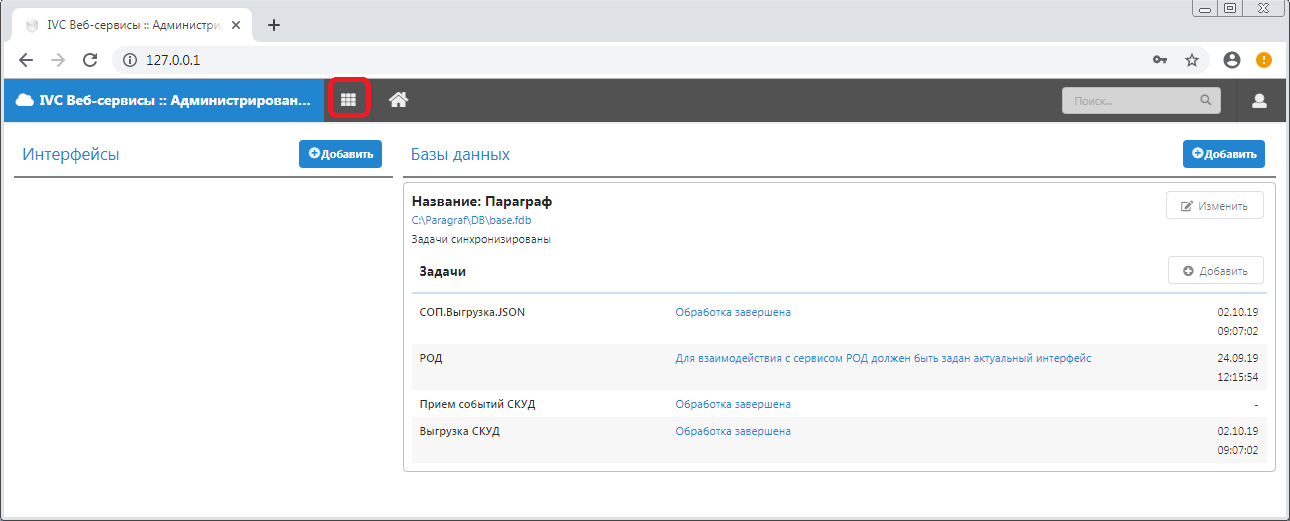 IVC Веб-сервисы :: Администри
127.0.0.1
IVC Веб-сервисы :: Администрирован...
Поиск...
Интерфейсы
Добавить
Базы данных
Добавить
Название: Параграф
Изменить
C:\Paragraf\DB\base.fdb
Задачи синхронизированы
Задачи
Добавить
СОП.Выгрузка.JSON
Обработка завершена
02.10.19
09:07:02
РОД
Для взаимодействия с сервисом РОД должен быть задан актуальный интерфейс
24.09.19
12:15:54
Прием событий СКУД
Обработка завершена
-
Выгрузка СКУД
Обработка завершена
02.10.19
09:07:02